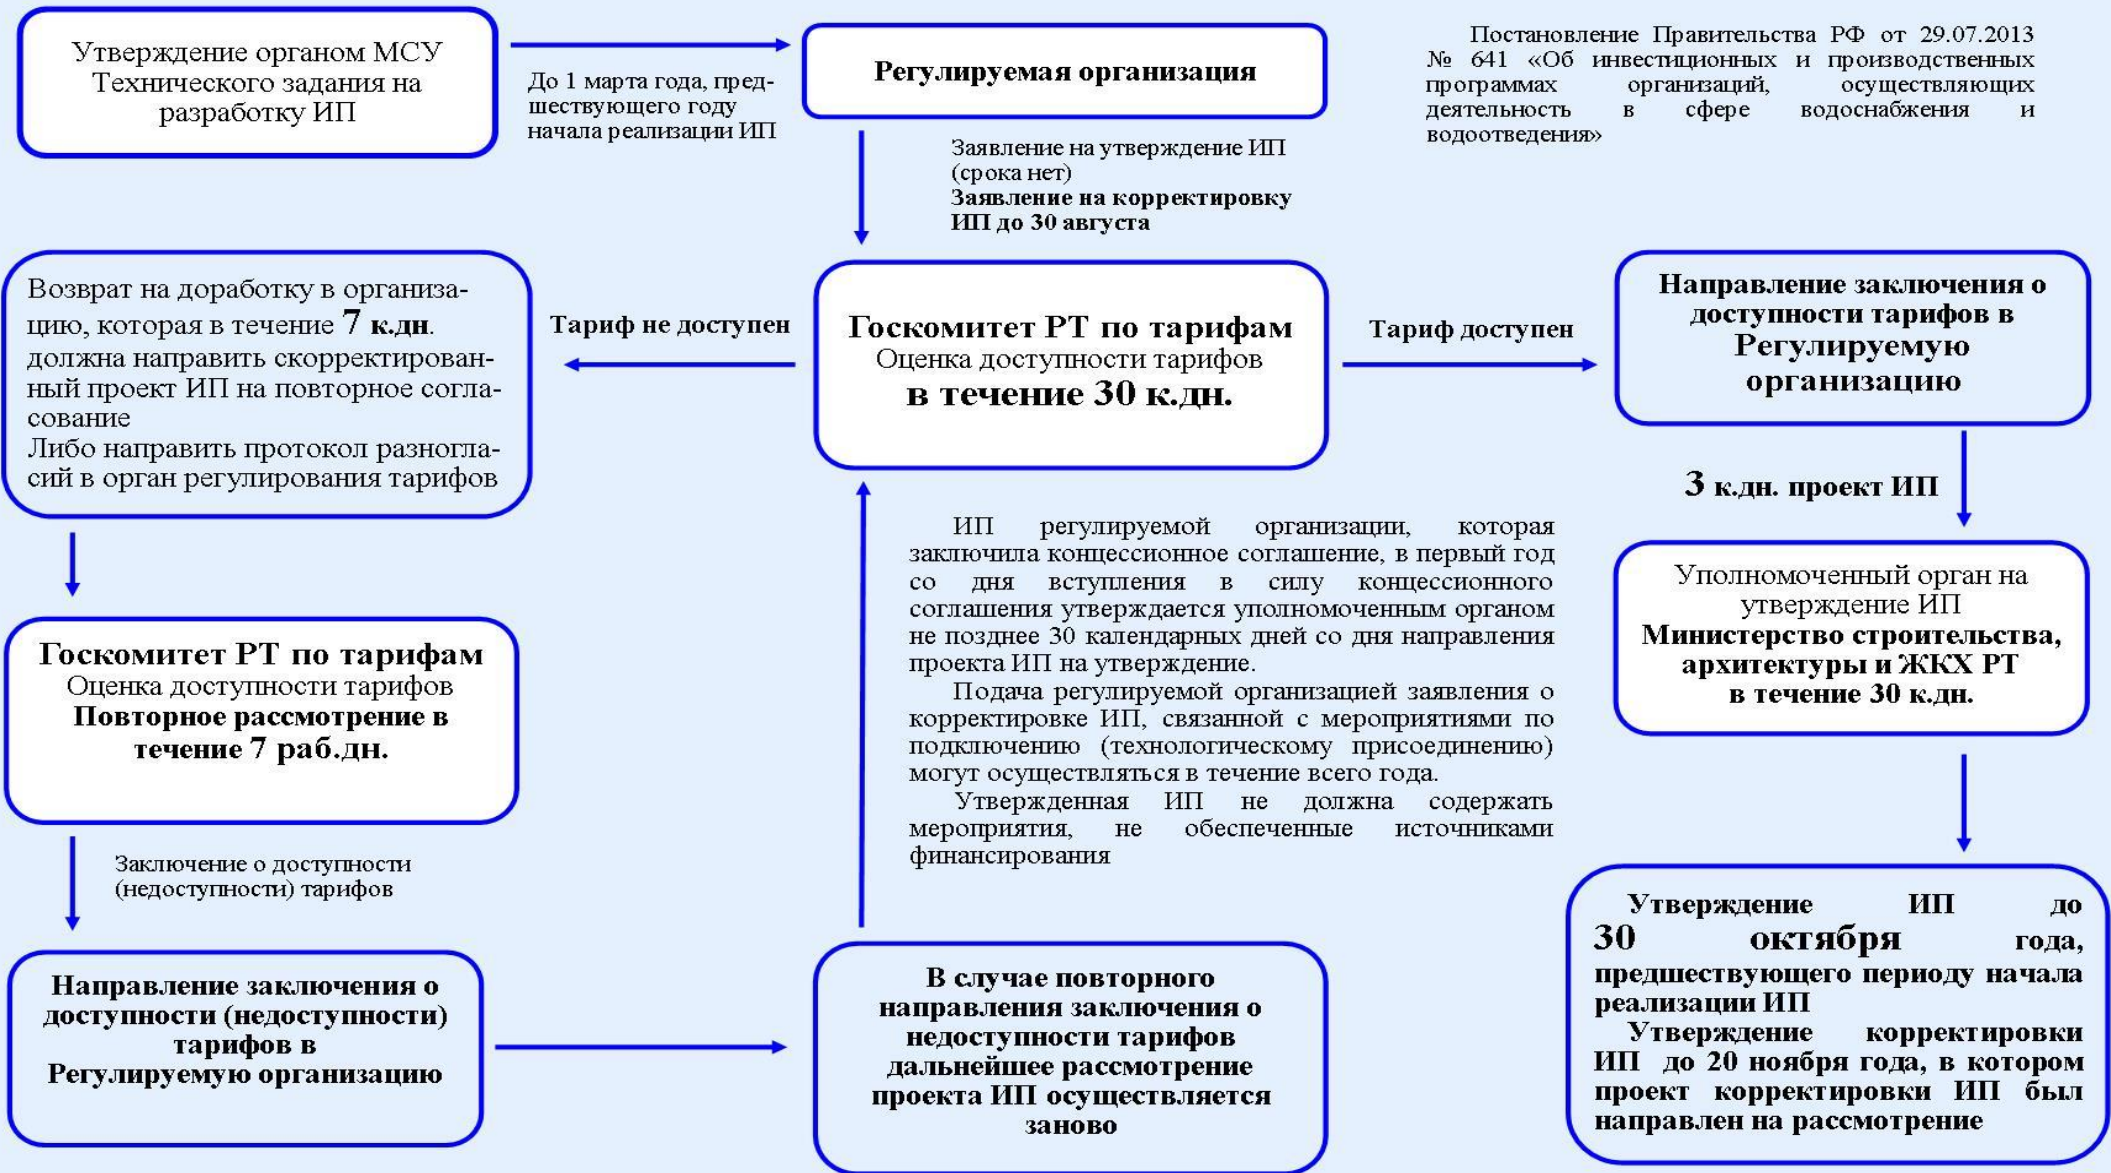 Утверждение органом МСУ
Технического задания на
разработку ИП
До 1 марта года, пред-
шествующего году
начала реализации ИП
Регулируемая организация
Постановление Правительства РФ от 29.07.2013
№ 641 «Об инвестиционных и производственных
программах организаций, осуществляющих
деятельность в сфере водоснабжения и
водоотведения»
Заявление на утверждение ИП
(срока нет)
Заявление на корректировку
ИП до 30 августа
Возврат на доработку в организа-
цию, которая в течение 7 к.дн.
должна направить скорректирован-
ный проект ИП на повторное согла-
сование
Либо направить протокол разногла-
сий в орган регулирования тарифов
Тариф не доступен
Госкомитет РТ по тарифам
Оценка доступности тарифов
в течение 30 к.дн.
Тариф доступен
Направление заключения о
доступности тарифов в
Регулируемую
организацию
3 к.дн. проект ИП
ИП регулируемой организации, которая
заключила концессионное соглашение, в первый год
со дня вступления в силу концессионного
соглашения утверждается уполномоченным органом
не позднее 30 календарных дней со дня направления
проекта ИП на утверждение.
Подача регулируемой организацией заявления о
корректировке ИП, связанной с мероприятиями по
подключению (технологическому присоединению)
могут осуществляться в течение всего года.
Утвержденная ИП не должна содержать
мероприятия, не обеспеченные источниками
финансирования
Уполномоченный орган на
утверждение ИП
Министерство строительства,
архитектуры и ЖКХ РТ
в течение 30 к.дн.
Госкомитет РТ по тарифам
Оценка доступности тарифов
Повторное рассмотрение в
течение 7 раб.дн.
Заключение о доступности
(недоступности) тарифов
Направление заключения о
доступности (недоступности)
тарифов в
Регулируемую организацию
В случае повторного
направления заключения о
недоступности тарифов
дальнейшее рассмотрение
проекта ИП осуществляется
заново
Утверждение ИП до
30 октября года,
предшествующего периоду начала
реализации ИП
Утверждение корректировки
ИП до 20 ноября года, в котором
проект корректировки ИП был
направлен на рассмотрение